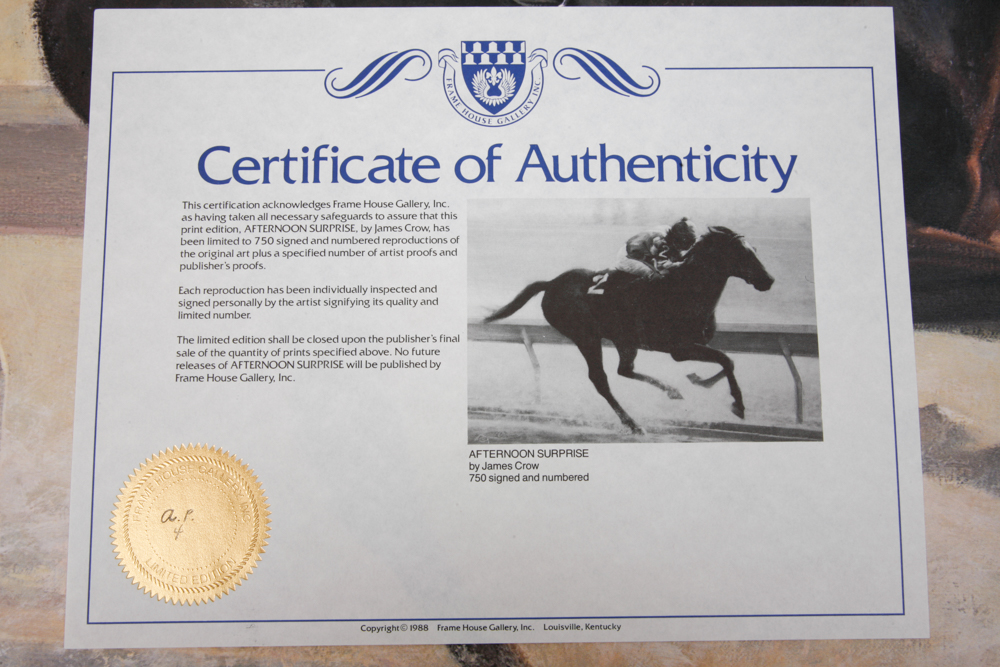 FRAME HOUSE GALLERY INC.
Certificate of Authenticity
This certification acknowledges Frame House Gallery, Inc.
as having taken all necessary safeguards to assure that this
print edition, AFTERNOON SURPRISE, by James Crow, has
been limited to 750 signed and numbered reproductions of
the original art plus a specified number of artist proofs and
publisher's proofs.
Each reproduction has been individually inspected and
signed personally by the artist signifying its quality and
limited number.
The limited edition shall be closed upon the publisher's final
sale of the quantity of prints specified above. No future
releases of AFTERNOON SURPRISE will be published by
Frame House Gallery, Inc.
2
AFTERNOON SURPRISE
by James Crow
750 signed and numbered
FRAME HOUSE GALLERY, INC.
a.P.
4
LIMITED EDITION
Copyright© 1988 Frame House Gallery, Inc. Louisville, Kentucky